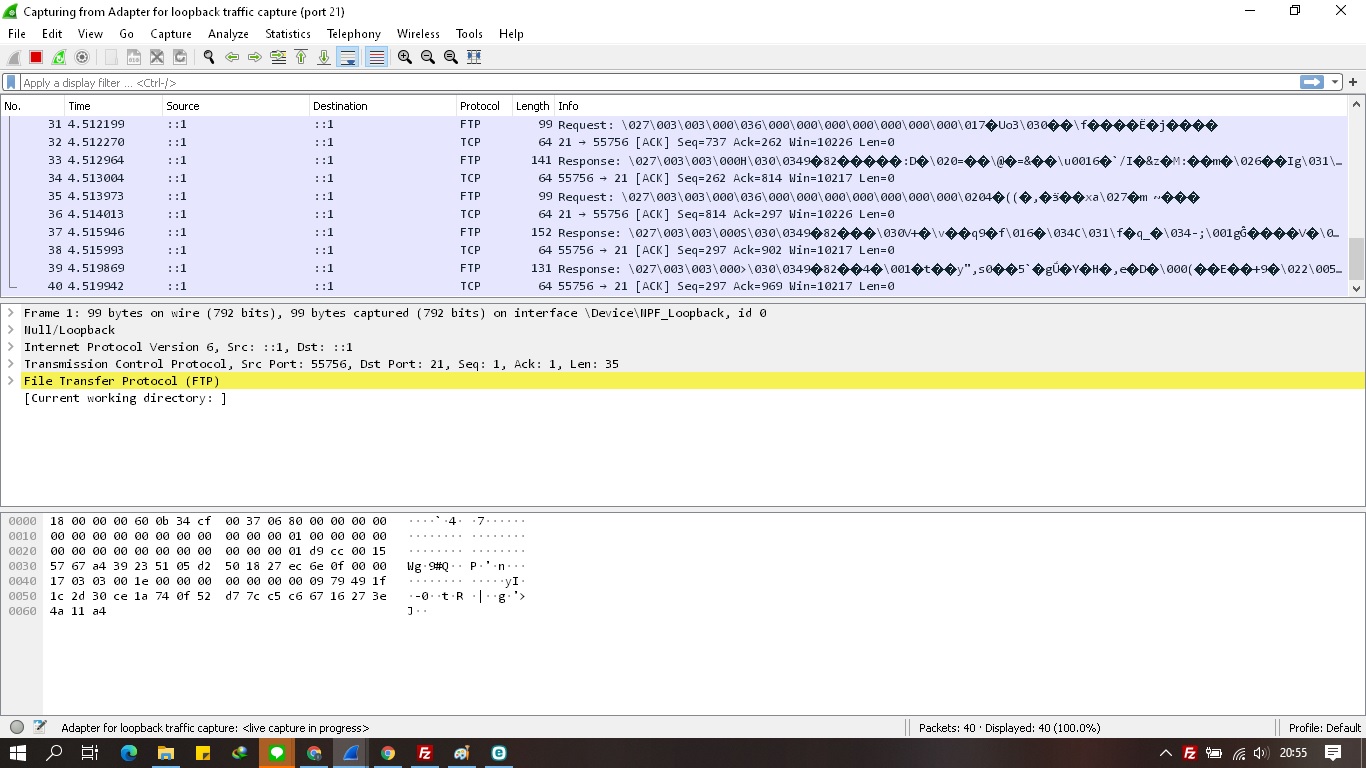 Capturing from Adapter for loopback traffic capture (port 21)
File Edit View Go Capture Analyze Statistics Telephony Wireless Tools Help
Apply a display filter ... <Ctrl-/>
No. Time Source Destination Protocol Length Info
31 4.512199 ::1 ::1 FTP 99 Request: \027\003\003\000\036\000\000\000\000\000\000\000\017�Uo3\030��\f����Ë�j����
32 4.512270 ::1 ::1 TCP 64 21 → 55756 [ACK] Seq=737 Ack=262 Win=10226 Len=0
33 4.512964 ::1 ::1 FTP 141 Response: \027\003\003\000H\030\0349�82�����:D�\020=��\@�=&��\u0016�`/I�&z�M:��m�\026��Ig\031\...
34 4.513004 ::1 ::1 TCP 64 55756 → 21 [ACK] Seq=262 Ack=814 Win=10217 Len=0
35 4.513973 ::1 ::1 FTP 99 Request: \027\003\003\000\036\000\000\000\000\000\000\000\0204�((�,�ӟ��xa\027�m ~���
36 4.514013 ::1 ::1 TCP 64 21 → 55756 [ACK] Seq=814 Ack=297 Win=10226 Len=0
37 4.515946 ::1 ::1 FTP 152 Response: \027\003\003\000S\030\0349�82���\030V+�\v��q9�f\016�\034C\031\f�q_�\034-;\001gĜ����V�\0...
38 4.515993 ::1 ::1 TCP 64 55756 → 21 [ACK] Seq=297 Ack=902 Win=10217 Len=0
39 4.519869 ::1 ::1 FTP 131 Response: \027\003\003\000>\030\0349�82��4�\001�t��y",s0��5`�gǗ�Y�H�,e�D�\000(��E��+9�\022\005...
40 4.519942 ::1 ::1 TCP 64 55756 → 21 [ACK] Seq=297 Ack=969 Win=10217 Len=0
Frame 1: 99 bytes on wire (792 bits), 99 bytes captured (792 bits) on interface \Device\NPF_Loopback, id 0
Null/Loopback
Internet Protocol Version 6, Src: ::1, Dst: ::1
Transmission Control Protocol, Src Port: 55756, Dst Port: 21, Seq: 1, Ack: 1, Len: 35
File Transfer Protocol (FTP)
[Current working directory: ]
0000 18 00 00 00 60 0b 34 cf 00 37 06 80 00 00 00 00 ····`·4· ·7······
0010 00 00 00 00 00 00 00 00 00 00 00 01 00 00 00 00 ········ ········
0020 00 00 00 00 00 00 00 00 00 00 00 01 d9 cc 00 15 ········ ········
0030 57 67 a4 39 23 51 05 d2 50 18 27 ec 6e 0f 00 00 Wg·9#Q·· P·'·n···
0040 17 03 03 00 1e 00 00 00 00 00 00 00 09 79 49 1f ········ ·····yI·
0050 1c 2d 30 ce 1a 74 0f 52 d7 7c c5 c6 67 16 27 3e ·-0··t·R ·|··g·'>
0060 4a 11 a4 J··
Adapter for loopback traffic capture: <live capture in progress>
Packets: 40 · Displayed: 40 (100.0%)
Profile: Default
20:55